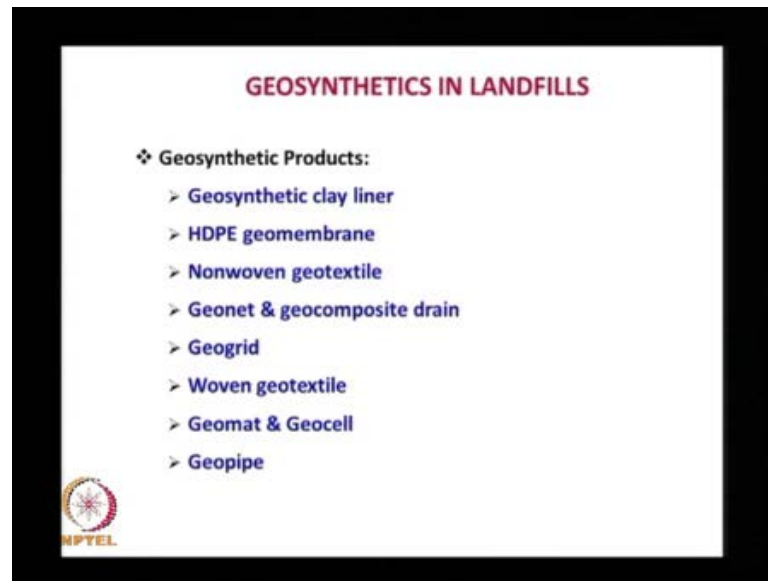 GEOSYNTHETICS IN LANDFILLS
❖ Geosynthetic Products:
➢ Geosynthetic clay liner
➢ HDPE geomembrane
➢ Nonwoven geotextile
➢ Geonet & geocomposite drain
➢ Geogrid
➢ Woven geotextile
➢ Geomat & Geocell
➢ Geopipe
NPTEL